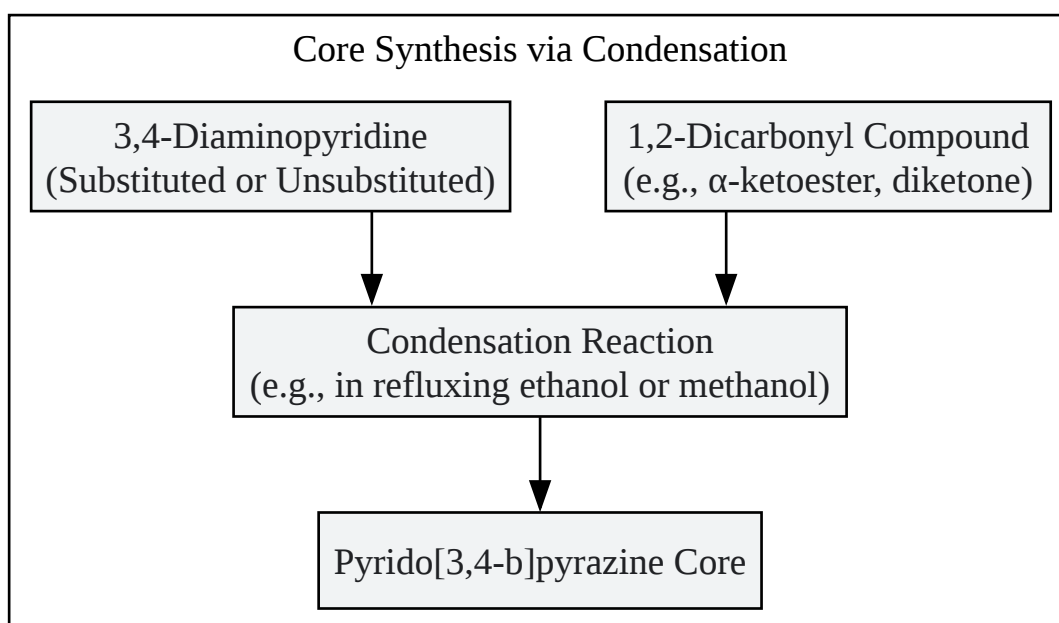 Core Synthesis via Condensation
3,4-Diaminopyridine
(Substituted or Unsubstituted)
1,2-Dicarbonyl Compound
(e.g., α-ketoester, diketone)
Condensation Reaction
(e.g., in refluxing ethanol or methanol)
Pyrido[3,4-b]pyrazine Core